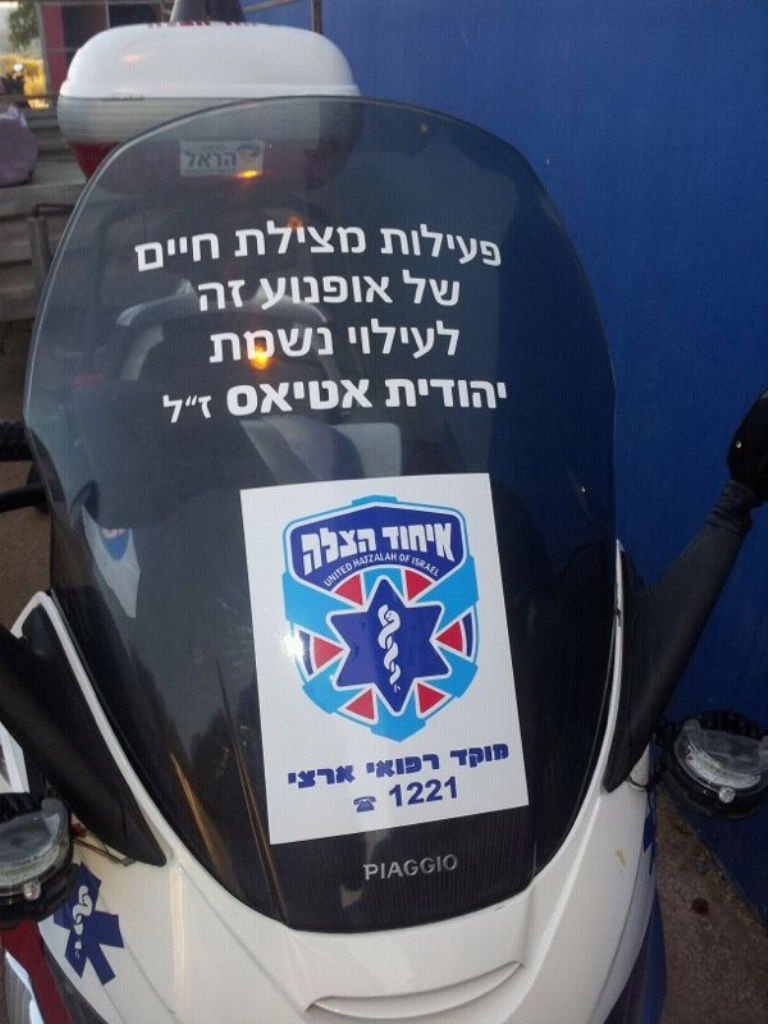 הראל
פעילות מצילת חיים
של אופנוע זה
לעילוי נשמת
יהודית אטיאס ז״ל
איחוד הצלה
UNITED HATZALAH OF ISRAEL
מוקד רפואי ארצי
☎ 1221
PIAGGIO